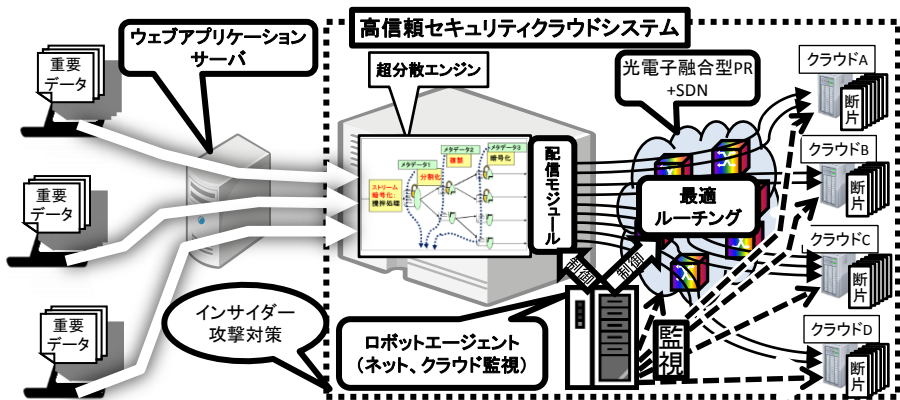 高信頼セキュリティクラウドシステム
ウェブアプリケーション
サーバ
重要
データ
重要
データ
重要
データ
超分散エンジン
光電子融合型PR
+SDN
メタデータ1
メタデータ2
メタデータ3
分割化
複製
暗号化
ストリーム
暗号化:
攪拌処理
配信モジュール
最適
ルーチング
制御
制御
監視
インサイダー
攻撃対策
ロボットエージェント
(ネット、クラウド監視)
クラウドA
断片
クラウドB
断片
クラウドC
断片
クラウドD
断片